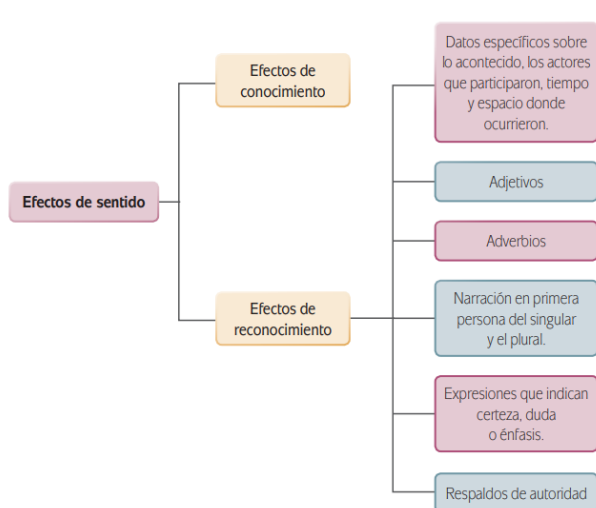 Efectos de sentido
Efectos de
conocimiento
Efectos de
reconocimiento
Datos específicos sobre
lo acontecido, los actores
que participaron, tiempo
y espacio donde
ocurrieron.
Adjetivos
Adverbios
Narración en primera
persona del singular
y el plural.
Expresiones que indican
certeza, duda
o énfasis.
Respaldos de autoridad